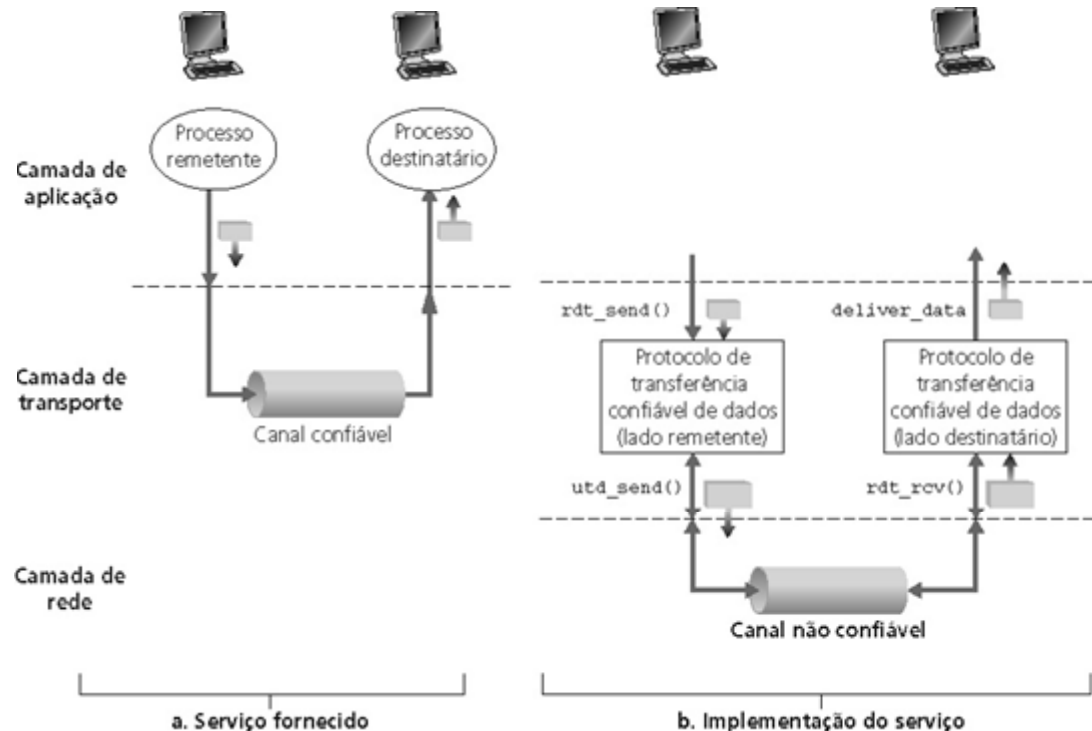 Processo
remetente
Processo
destinatário
Camada de
aplicação
Camada de
transporte
Canal confiável
rdt_send()
deliver_data
Protocolo de
transferência
confiável de dados
(lado remetente)
Protocolo de
transferência
confiável de dados
(lado destinatário)
utd_send()
rdt_rcv()
Camada de
rede
Canal não confiável
a. Serviço fornecido
b. Implementação do serviço